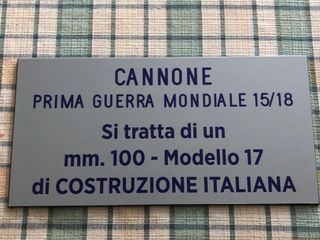 CANNONE
PRIMA GUERRA MONDIALE 15/18
Si tratta di un
mm. 100 - Modello 17
di COSTRUZIONE ITALIANA